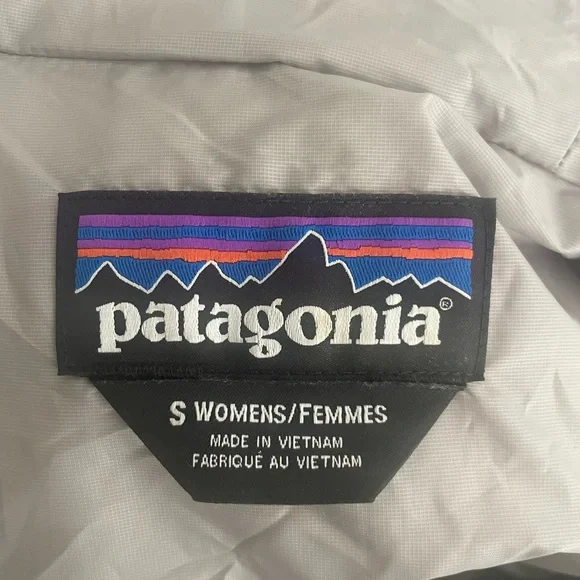 patagonia®
S WOMENS/FEMMES
MADE IN VIETNAM
FABRIQUÉ AU VIETNAM